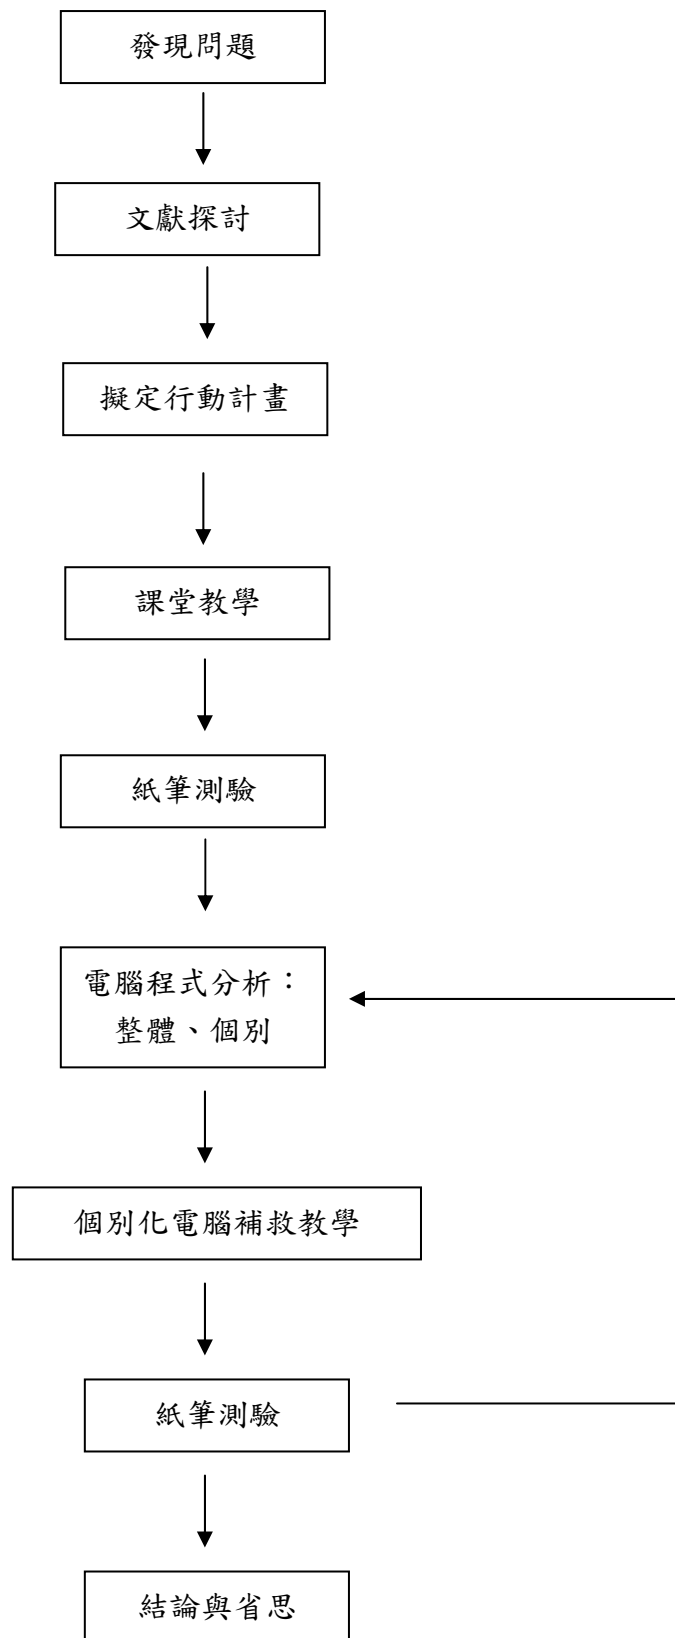 發現問題
文獻探討
擬定行動計畫
課堂教學
紙筆測驗
電腦程式分析：
整體、個別
個別化電腦補救教學
紙筆測驗
結論與省思